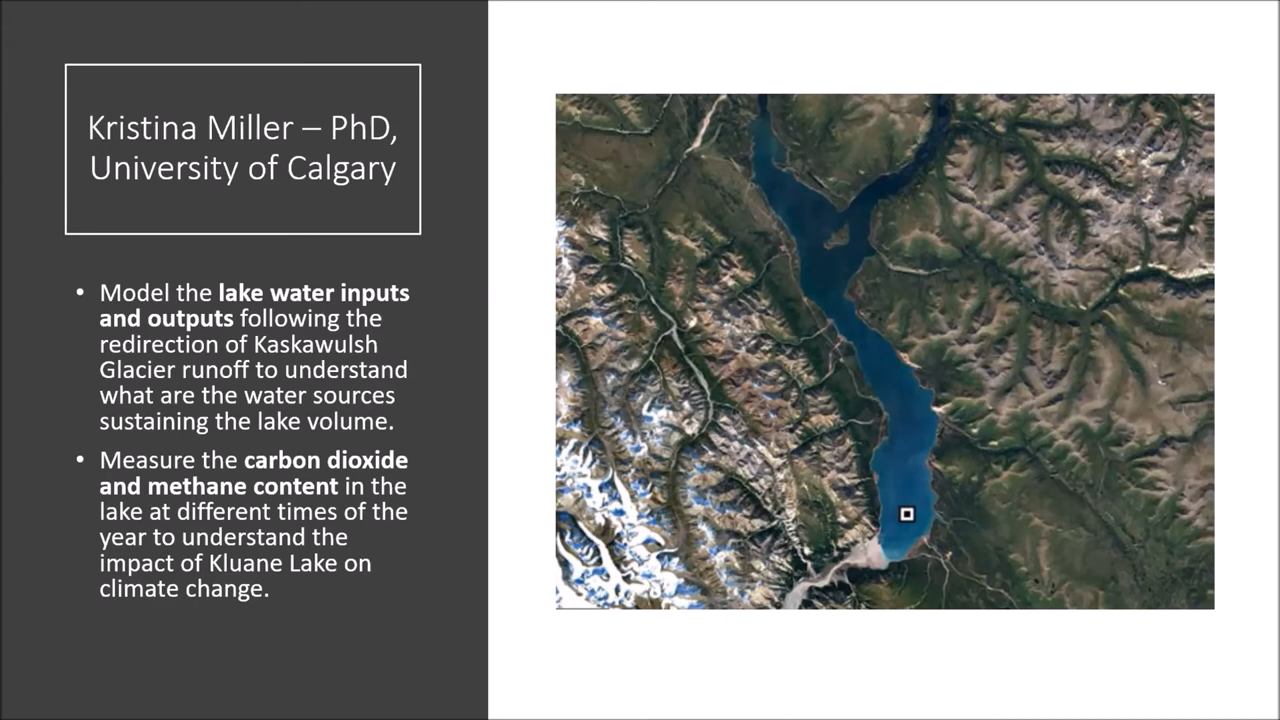 Kristina Miller – PhD,
University of Calgary
• Model the lake water inputs
and outputs following the
redirection of Kaskawulsh
Glacier runoff to understand
what are the water sources
sustaining the lake volume.
• Measure the carbon dioxide
and methane content in the
lake at different times of the
year to understand the
impact of Kluane Lake on
climate change.